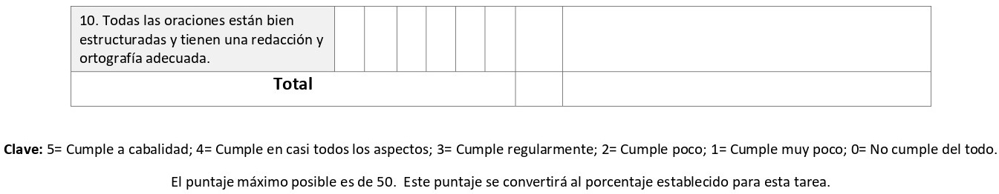 10. Todas las oraciones están bien
estructuradas y tienen una redacción y
ortografía adecuada.
Total
Clave: 5= Cumple a cabalidad; 4= Cumple en casi todos los aspectos; 3= Cumple regularmente; 2= Cumple poco; 1= Cumple muy poco; 0= No cumple del todo.
El puntaje máximo posible es de 50. Este puntaje se convertirá al porcentaje establecido para esta tarea.